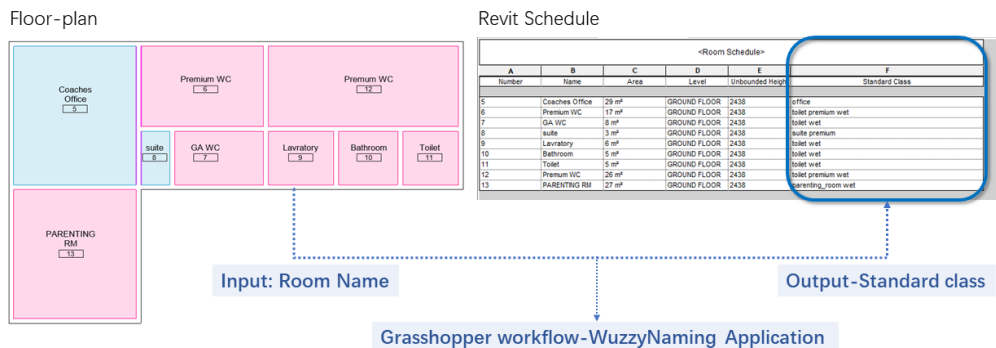 Floor-plan
Revit Schedule
Coaches
Office
5
Premium WC
6
Premum WC
12
suite
8
GA WC
7
Lavratory
9
Bathroom
10
Toilet
11
PARENTING
RM
13
<Room Schedule>
A B C D E F
Number Name Area Level Unbounded Heigh Standard Class
5 Coaches Office 29 m² GROUND FLOOR 2438 office
6 Premium WC 17 m² GROUND FLOOR 2438 toilet premium wet
7 GA WC 8 m² GROUND FLOOR 2438 toilet wet
8 suite 3 m² GROUND FLOOR 2438 suite premium
9 Lavratory 6 m² GROUND FLOOR 2438 toilet wet
10 Bathroom 5 m² GROUND FLOOR 2438 toilet wet
11 Toilet 5 m² GROUND FLOOR 2438 toilet wet
12 Premum WC 26 m² GROUND FLOOR 2438 toilet premium wet
13 PARENTING RM 27 m² GROUND FLOOR 2438 parenting_room wet
Input: Room Name
Output-Standard class
Grasshopper workflow-WuzzyNaming Application